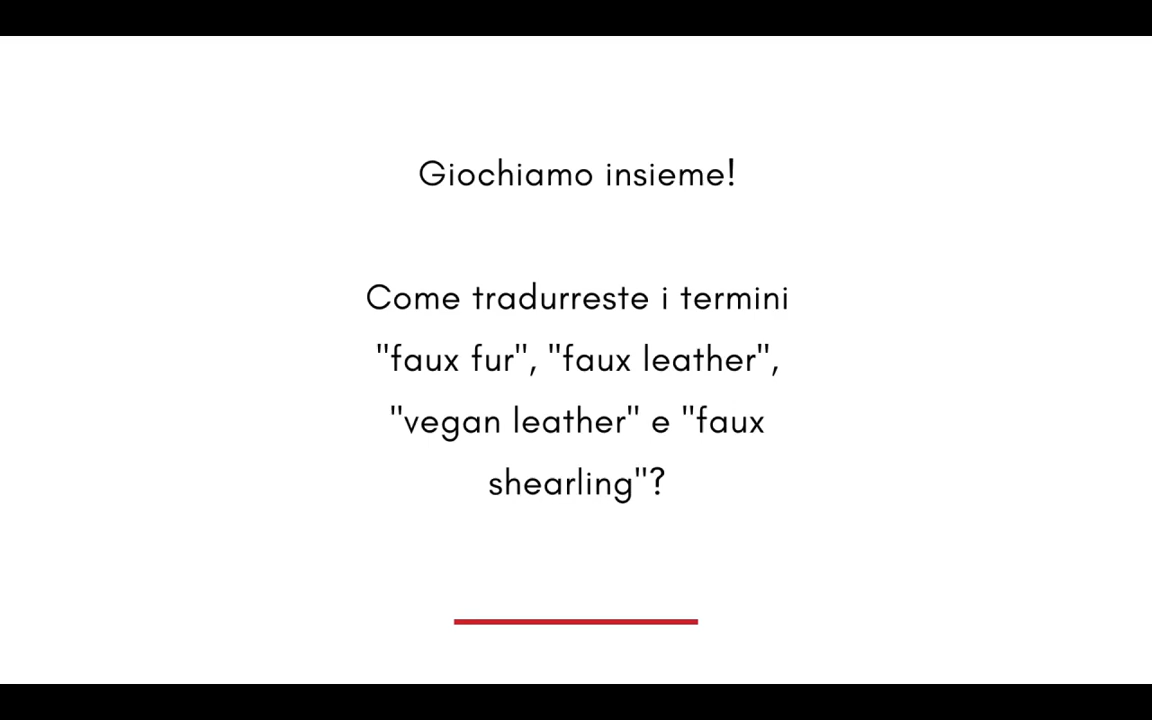 Giochiamo insieme!
Come tradurreste i termini
"faux fur", "faux leather",
"vegan leather" e "faux
shearling"?